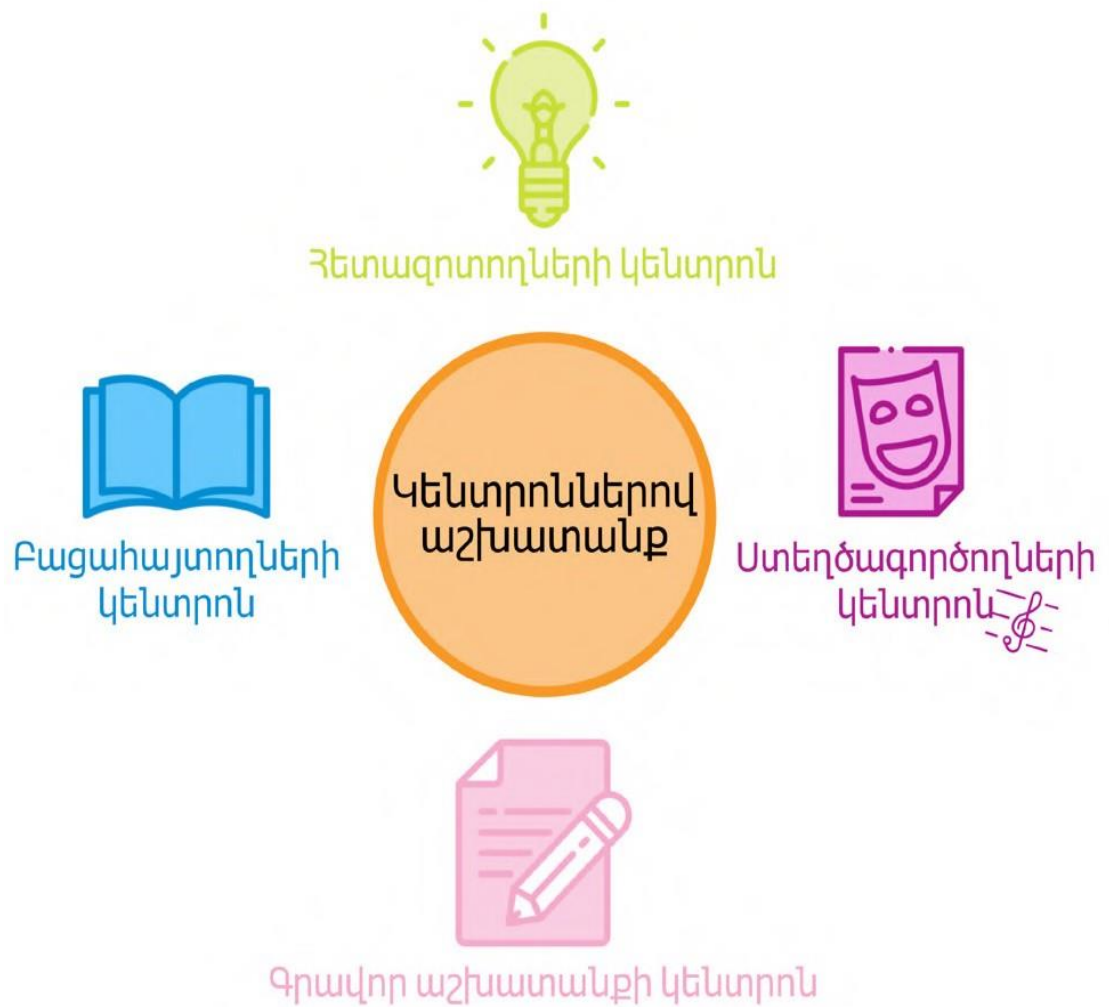 Հետազոտողների կենտրոն
Կենտրոններով
աշխատանք
Բացահայտողների
կենտրոն
Ստեղծագործողների
կենտրոն
Գրավոր աշխատանքի կենտրոն